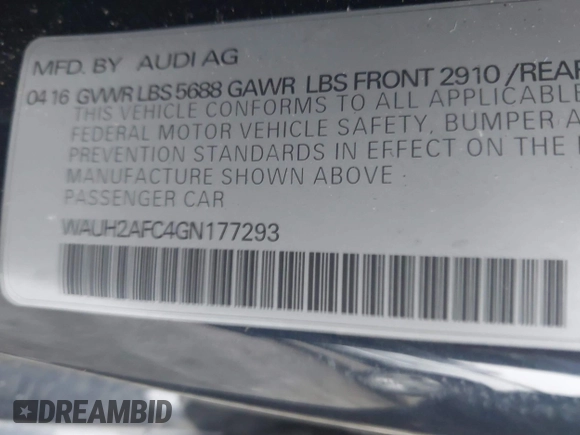 MFD. BY AUDI AG
04 16 GVWR LBS 5688 GAWR LBS FRONT 2910 /REAR
THIS VEHICLE CONFORMS TO ALL APPLICABLE
FEDERAL MOTOR VEHICLE SAFETY, BUMPER A
PREVENTION STANDARDS IN EFFECT ON THE
MANUFACTURE SHOWN ABOVE:
PASSENGER CAR
WAUH2AFC4GN177293
DREAMBID